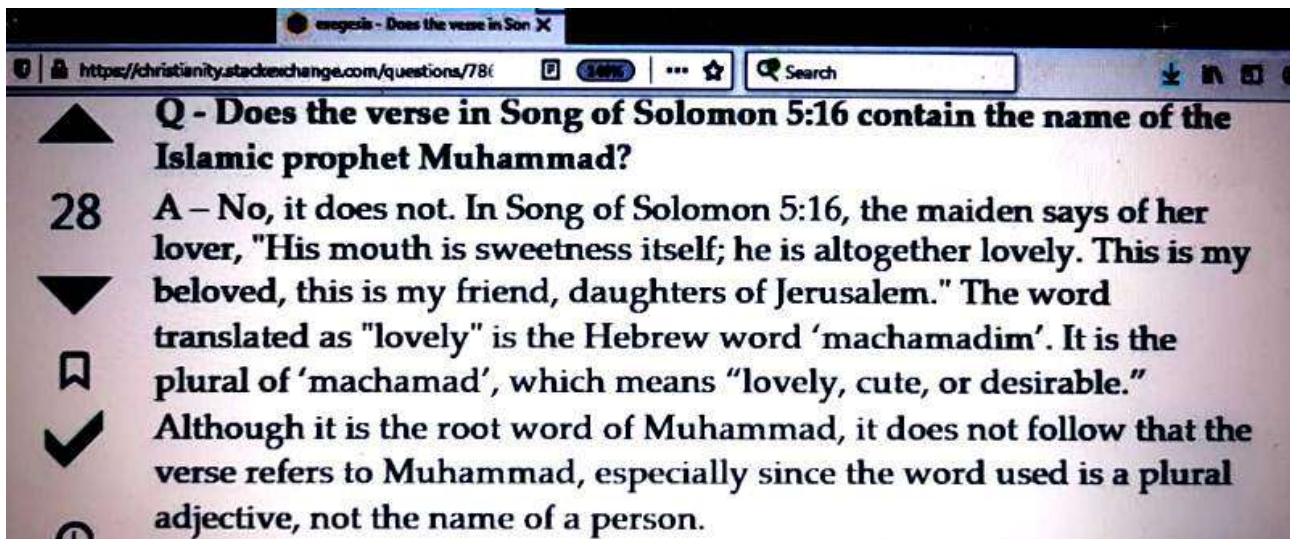 exegesis - Does the verse in Son
https://christianity.stackexchange.com/questions/786
Search
Q - Does the verse in Song of Solomon 5:16 contain the name of the
Islamic prophet Muhammad?
28
A – No, it does not. In Song of Solomon 5:16, the maiden says of her
lover, "His mouth is sweetness itself; he is altogether lovely. This is my
beloved, this is my friend, daughters of Jerusalem." The word
translated as "lovely" is the Hebrew word ‘machamadim’. It is the
plural of ‘machamad’, which means “lovely, cute, or desirable.”
Although it is the root word of Muhammad, it does not follow that the
verse refers to Muhammad, especially since the word used is a plural
adjective, not the name of a person.